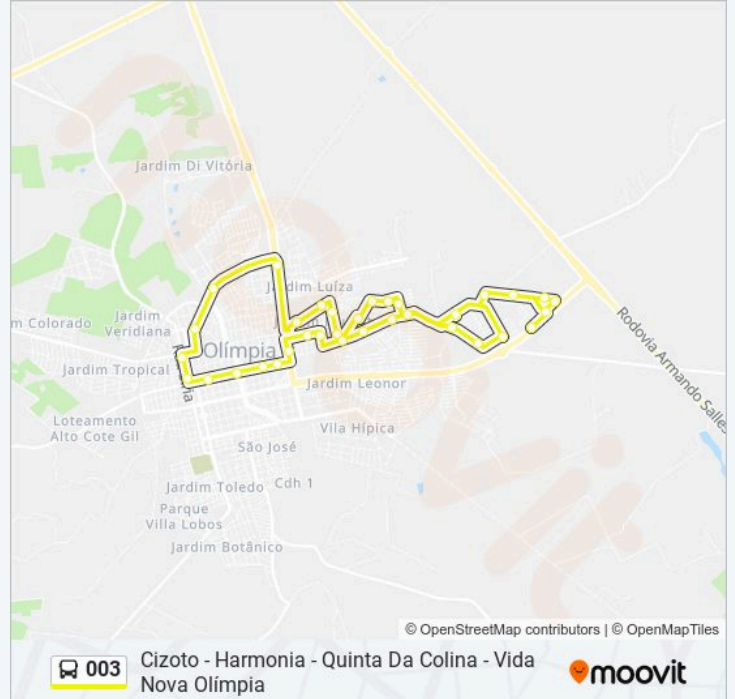 Jardim Di Vitória
Jardim Luíza
m Colorado
Jardim
Veridiana
Olímpia
Jardim Tropical
Jardim Leonor
Rodovia Armando Salles
Loteamento
Alto Cote Gil
Vila Hípica
São José
Jardim Toledo
Cdh 1
Parque
Villa Lobos
Jardim Botânico
© OpenStreetMap contributors | © OpenMapTiles
003
Cizoto - Harmonia - Quinta Da Colina - Vida
Nova Olímpia
moovit